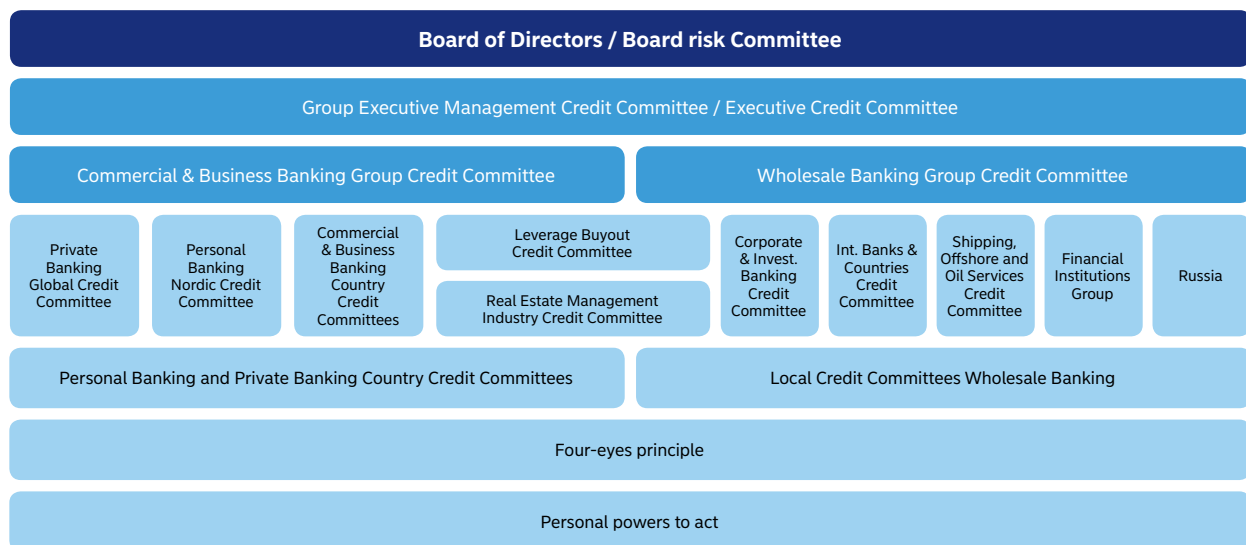 Board of Directors / Board risk Committee
Group Executive Management Credit Committee / Executive Credit Committee
Commercial & Business Banking Group Credit Committee
Wholesale Banking Group Credit Committee
Private
Banking
Global Credit
Committee
Personal
Banking
Nordic Credit
Committee
Commercial
& Business
Banking
Country
Credit
Committees
Leverage Buyout
Credit Committee
Real Estate Management
Industry Credit Committee
Corporate
& Invest.
Banking
Credit
Committee
Int. Banks &
Countries
Credit
Committee
Shipping,
Offshore and
Oil Services
Credit
Committee
Financial
Institutions
Group
Russia
Personal Banking and Private Banking Country Credit Committees
Local Credit Committees Wholesale Banking
Four-eyes principle
Personal powers to act